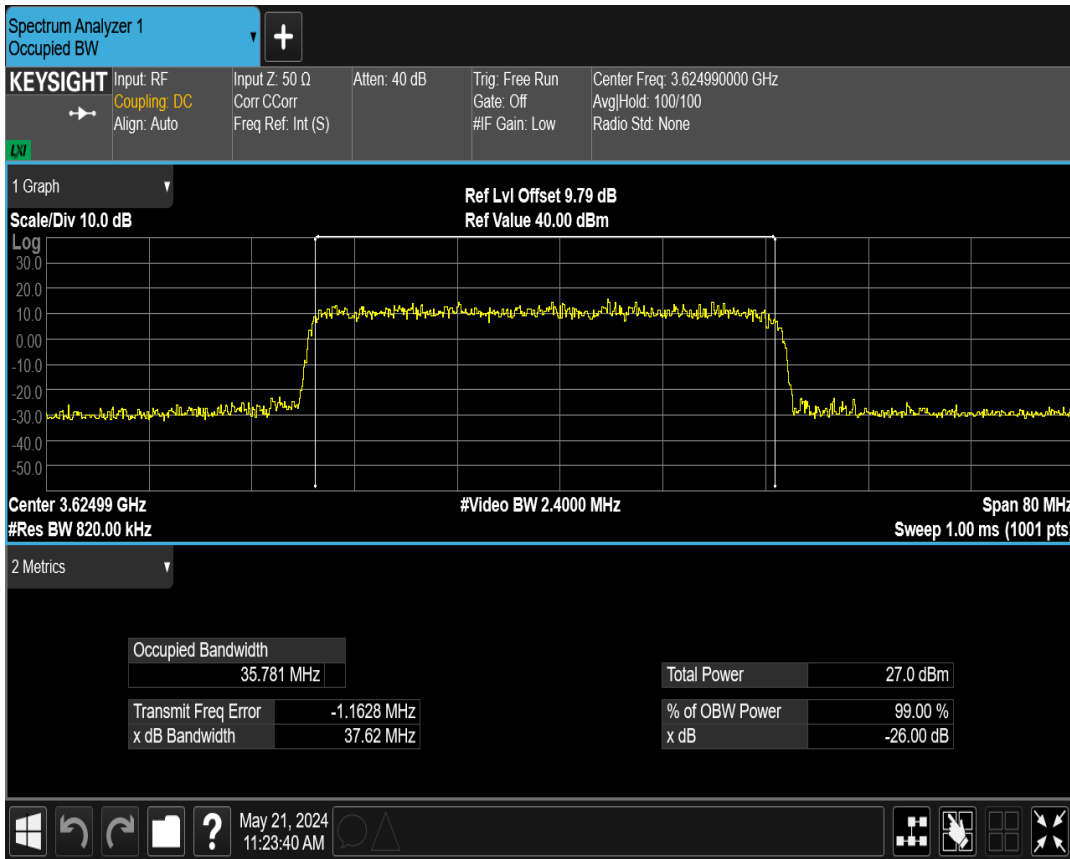 Spectrum Analyzer 1
Occupied BW
+
KEYSIGHT
LXI
Input: RF
Coupling: DC
Align: Auto
Input Z: 50 Ω
Corr CCorr
Freq Ref: Int (S)
Atten: 40 dB
Trig: Free Run
Gate: Off
#IF Gain: Low
Center Freq: 3.624990000 GHz
Avg|Hold: 100/100
Radio Std: None
1 Graph
Scale/Div 10.0 dB
Ref Lvl Offset 9.79 dB
Ref Value 40.00 dBm
Log
30.0
20.0
10.0
0.00
-10.0
-20.0
-30.0
-40.0
-50.0
Center 3.62499 GHz
#Video BW 2.4000 MHz
Span 80 MHz
#Res BW 820.00 kHz
Sweep 1.00 ms (1001 pts)
2 Metrics
Occupied Bandwidth
35.781 MHz
Transmit Freq Error -1.1628 MHz
x dB Bandwidth 37.62 MHz
Total Power 27.0 dBm
% of OBW Power 99.00 %
x dB -26.00 dB
?
May 21, 2024
11:23:40 AM